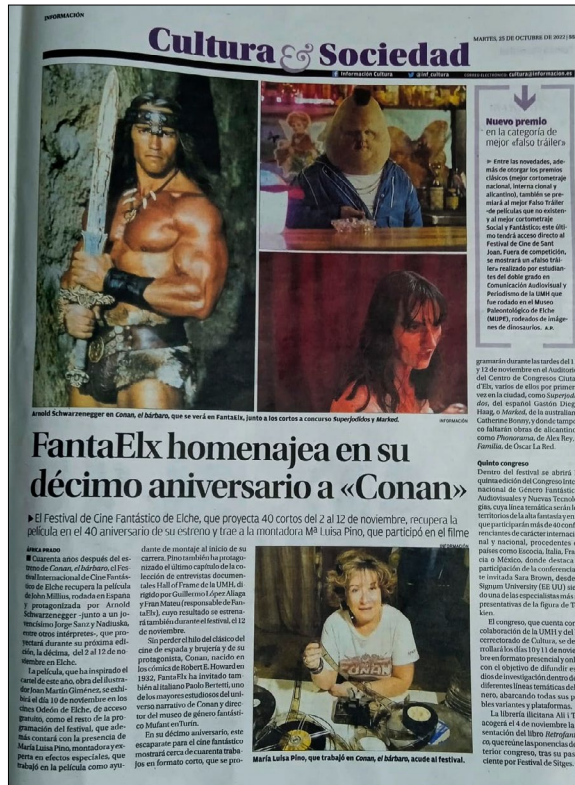 INFORMACIÓN
MARTES, 25 DE OCTUBRE DE 2022
Cultura & Sociedad
Información Cultura
@inf_cultura
CORREO ELECTRÓNICO cultura@informacion.es
Nuevo premio
en la categoría de
mejor «falso tráiler»
Entre las novedades, ade-
más de otorgar los premios
clásicos (mejor cortometraje
nacional, interna cional y
alicantino), también se pre-
miará al mejor Falso Tráiler
-de películas que no existen-
y al mejor cortometraje
Social y Fantástico; este últi-
mo tendrá acceso directo al
Festival de Cine de Sant
Joan. Fuera de competición,
se mostrará un «falso trái-
ler» realizado por estudian-
tes del doble grado en
Comunicación Audiovisual y
Periodismo de la UMH que
fue rodado en el Museo
Paleontológico de Elche
(MUPE), rodeados de imáge-
nes de dinosaurios. A.P.
Arnold Schwarzenegger en Conan, el bárbaro, que se verá en FantaElx, junto a los cortos a concurso Superjodidos y Marked.
INFORMACIÓN
FantaElx homenajea en su
décimo aniversario a «Conan»
El Festival de Cine Fantástico de Elche, que proyecta 40 cortos del 2 al 12 de noviembre, recupera la
película en el 40 aniversario de su estreno y trae a la montadora Mª Luisa Pino, que participó en el filme
ÁFRICA PRADO
Cuarenta años después del es-
treno de Conan, el bárbaro, el Fes-
tival Internacional de Cine Fantás-
tico de Elche recupera la película
de John Millius, rodada en España
y protagonizada por Arnold
Schwarzenegger -junto a un jo-
vencísimo Jorge Sanz y Nadiuska,
entre otros intérpretes-, que pro-
yectará durante su próxima edi-
ción, la décima, del 2 al 12 de no-
viembre en Elche.
La película, que ha inspirado el
cartel de este año, obra del ilustra-
dor Joan Martín Giménez, se exhi-
birá el día 10 de noviembre en los
cines Odeón de Elche, de acceso
gratuito, como el resto de la pro-
gramación del festival, que ade-
más contará con la presencia de
María Luisa Pino, montadora y ex-
perta en efectos especiales, que
trabajó en la película como ayu-
dante de montaje al inicio de su
carrera. Pino también ha protago-
nizado el último capítulo de la co-
lección de entrevistas documen-
tales Hall of Frame de la UMH, di-
rigido por Guillermo López Aliaga
y Fran Mateu (responsable de Fan-
taElx), cuyo resultado se estrena-
rá también durante el festival, el 12
de noviembre.
Sin perder el hilo del clásico del
cine de espada y brujería y de su
protagonista, Conan, nacido en
los cómics de Robert E. Howard en
1932, FantaElx ha invitado tam-
bién al italiano Paolo Bertetti, uno
de los mayores estudiosos del uni-
verso narrativo de Conan y direc-
tor del museo de género fantásti-
co Mufant en Turín.
En su décimo aniversario, este
escaparate para el cine fantástico
mostrará cerca de cuarenta traba-
jos en formato corto, que se pro-
INFORMACIÓN
CONAN
María Luisa Pino, que trabajó en Conan, el bárbaro, acude al festival.
gramarán durante las tardes del 11
y 12 de noviembre en el Auditorio
del Centro de Congresos Ciuta
d'Elx, varios de ellos por primer
vez en la ciudad, como Superjodi
dos, del español Gastón Dieg
Haag, o Marked, de la australian
Catherine Bonny, y donde tampo
co faltarán obras de alicantino
como Phonorama, de Alex Rey,
Familia, de Óscar La Red.
Quinto congreso
Dentro del festival se abrirá
quinta edición del Congreso Inte
nacional de Género Fantástic
Audiovisuales y Nuevas Tecnolo
gías, cuya línea temática serán lo
territorios de la alta fantasía y en
que participarán más de 40 conf
renciantes de carácter internaci
nal y nacional, procedentes
países como Escocia, Italia, Fra
cia o México, donde destaca
participación de la conferencia
te invitada Sara Brown, desde
Signum University (EE UU) sie
do una de las especialistas más
presentativas de la figura de T
kien.
El congreso, que cuenta con
colaboración de la UMH y del
cerrectorado de Cultura, se de
rrollará los días 10 y 11 de novie
bre en formato presencial y onl
con el objetivo de difundir e
dios de investigación dentro de
diferentes líneas temáticas del
nero, abarcando todas sus p
bles variantes y plataformas.
La librería ilicitana Ali i T
acogerá el 4 de noviembre la
sentación del libro Retrofan
co, que reúne las ponencias de
terior congreso, tras su pas
ciente por Festival de Sitges.